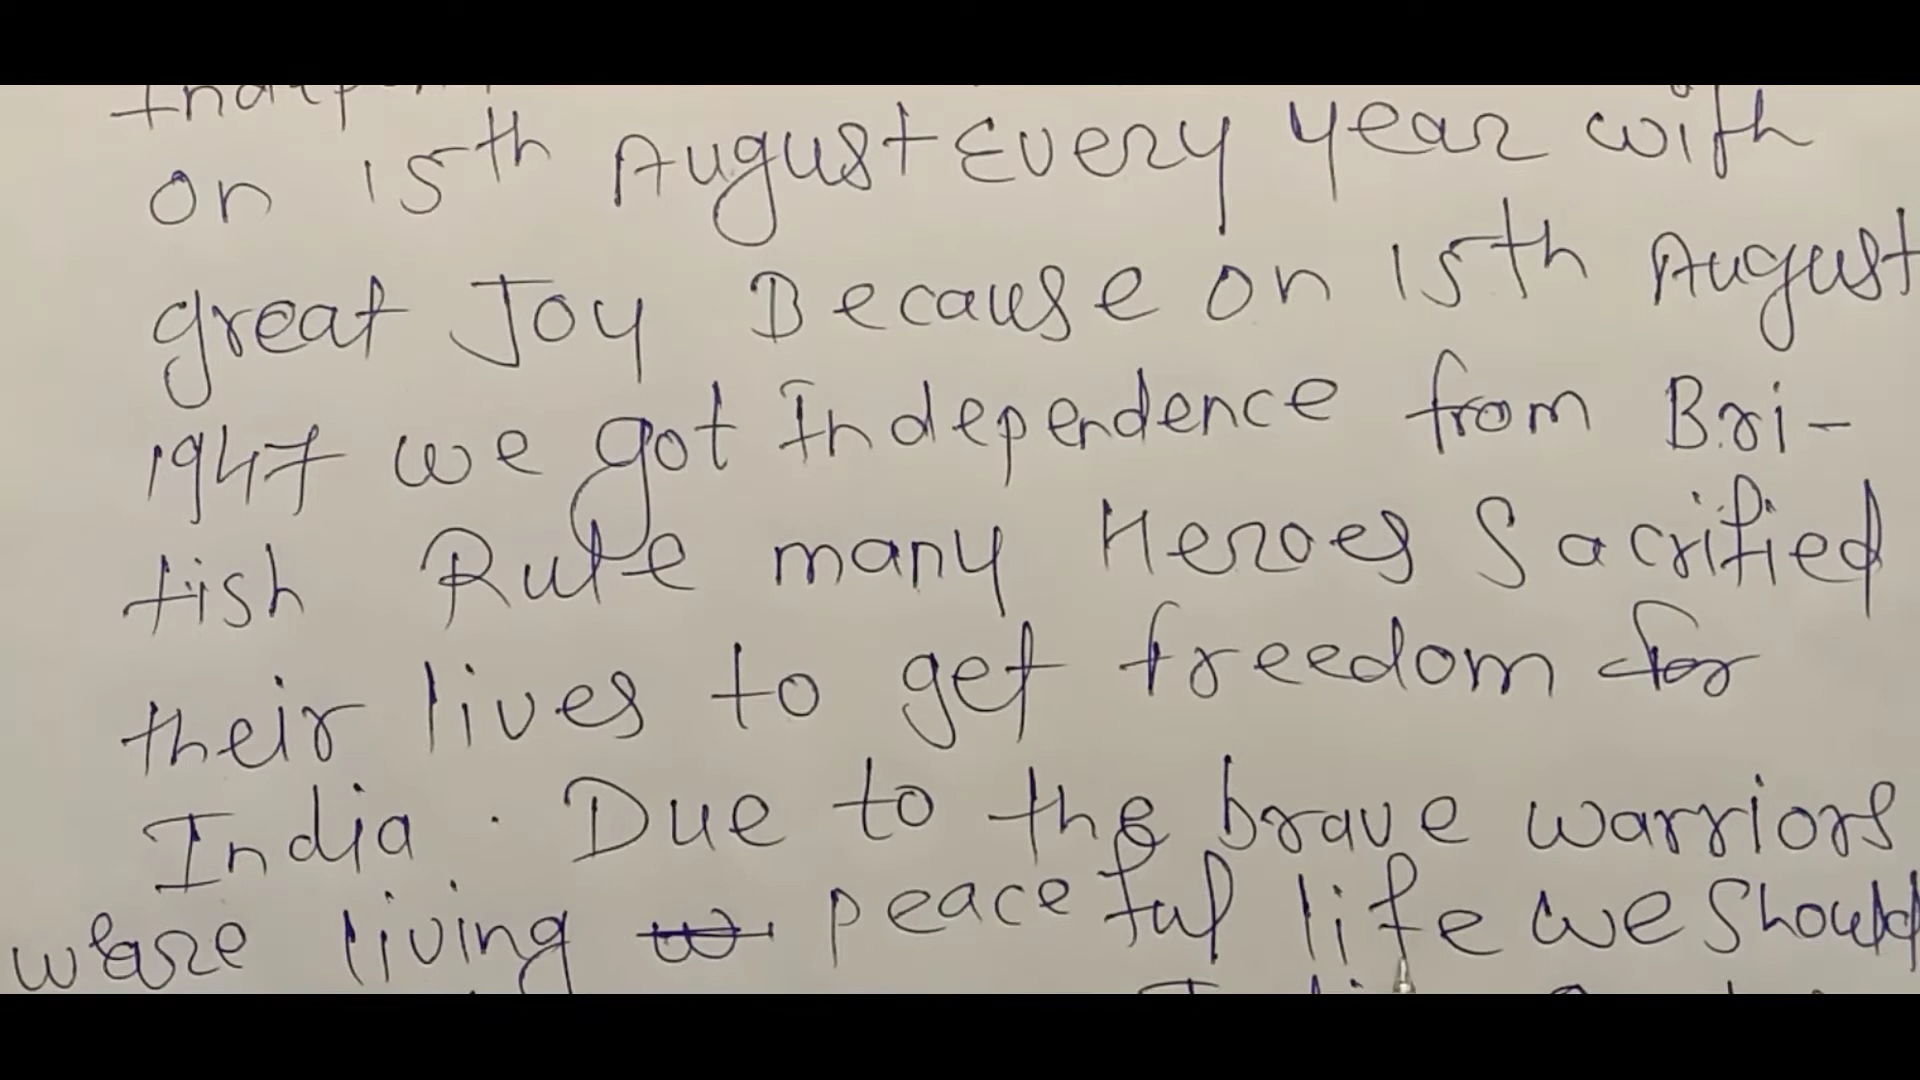 on 15th August Every year with
great Joy Because on 15th August
1947 we got Independence from Bri-
tish Rule many Heroes Sacrified
their lives to get freedom for
India . Due to the brave warriors
we are living peaceful life we should